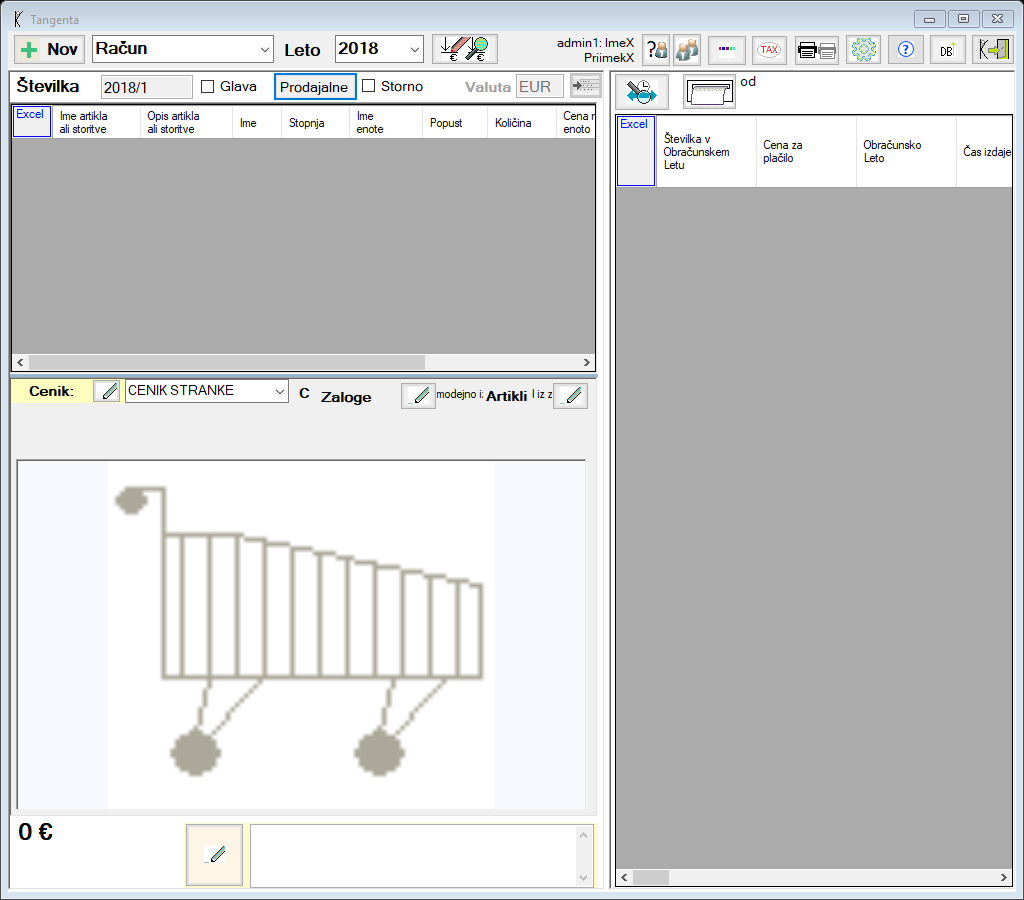 Tangenta
Nov
Račun
Leto
2018
€ €
admin1: ImeX
PriimekX
?
TAX
?
DB
Številka
2018/1
Glava
Prodajalne
Storno
Valuta
EUR
od
Excel
Ime artikla
ali storitve
Opis artikla
ali storitve
Ime
Stopnja
Ime
enote
Popust
Količina
Cena
enoto
Excel
Številka v
Obračunskem
Letu
Cena za
plačilo
Obračunsko
Leto
Čas izdaje
Cenik:
CENIK STRANKE
C
Zaloge
modejno i:
Artikli
l iz z
0 €